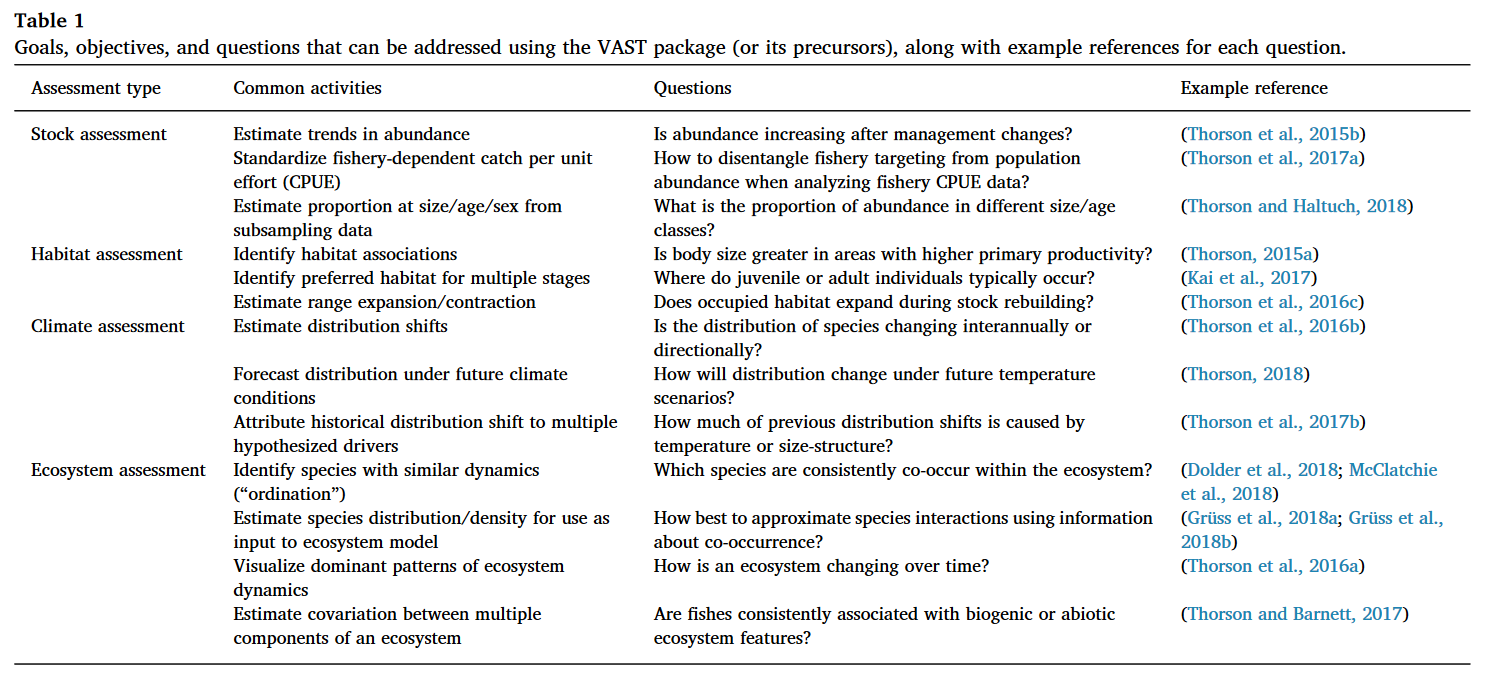 Table 1
Goals, objectives, and questions that can be addressed using the VAST package (or its precursors), along with example references for each question.
Assessment type Common activities Questions Example reference
Stock assessment Estimate trends in abundance Is abundance increasing after management changes? (Thorson et al., 2015b)
Standardize fishery-dependent catch per unit How to disentangle fishery targeting from population (Thorson et al., 2017a)
effort (CPUE) abundance when analyzing fishery CPUE data?
Estimate proportion at size/age/sex from What is the proportion of abundance in different size/age (Thorson and Haltuch, 2018)
subsampling data classes?
Habitat assessment Identify habitat associations Is body size greater in areas with higher primary productivity? (Thorson, 2015a)
Identify preferred habitat for multiple stages Where do juvenile or adult individuals typically occur? (Kai et al., 2017)
Estimate range expansion/contraction Does occupied habitat expand during stock rebuilding? (Thorson et al., 2016c)
Climate assessment Estimate distribution shifts Is the distribution of species changing interannually or (Thorson et al., 2016b)
directionally?
Forecast distribution under future climate How will distribution change under future temperature (Thorson, 2018)
conditions scenarios?
Attribute historical distribution shift to multiple How much of previous distribution shifts is caused by (Thorson et al., 2017b)
hypothesized drivers temperature or size-structure?
Ecosystem assessment Identify species with similar dynamics Which species are consistently co-occur within the ecosystem? (Dolder et al., 2018; McClatchie
(“ordination”) et al., 2018)
Estimate species distribution/density for use as How best to approximate species interactions using information (Grüss et al., 2018a; Grüss et al.,
input to ecosystem model about co-occurrence? 2018b)
Visualize dominant patterns of ecosystem How is an ecosystem changing over time? (Thorson et al., 2016a)
dynamics
Estimate covariation between multiple Are fishes consistently associated with biogenic or abiotic (Thorson and Barnett, 2017)
components of an ecosystem ecosystem features?